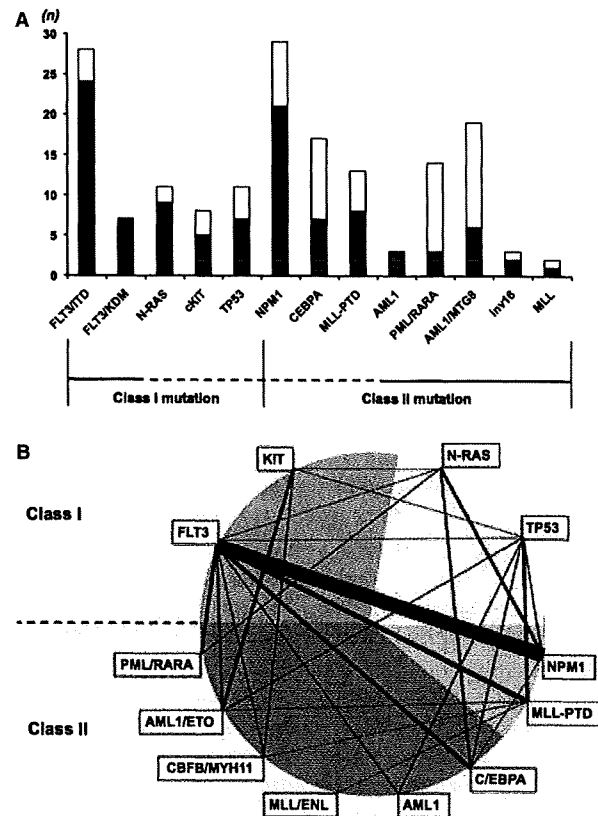 A (n)
30
25
20
15
10
5
0
FLT3/ITD
FLT3/KDM
N-RAS
cKIT
TP53
NPM1
CEBPA
MLL-PTD
AML1
PML/RARA
AML1/MTG8
inv16
MLL
Class I mutation
Class II mutation
B
KIT
N-RAS
Class I
FLT3
TP53
PML/RARA
NPM1
Class II
AML1/ETO
MLL-PTD
CBFB/MYH11
C/EBPA
MLL/ENL
AML1